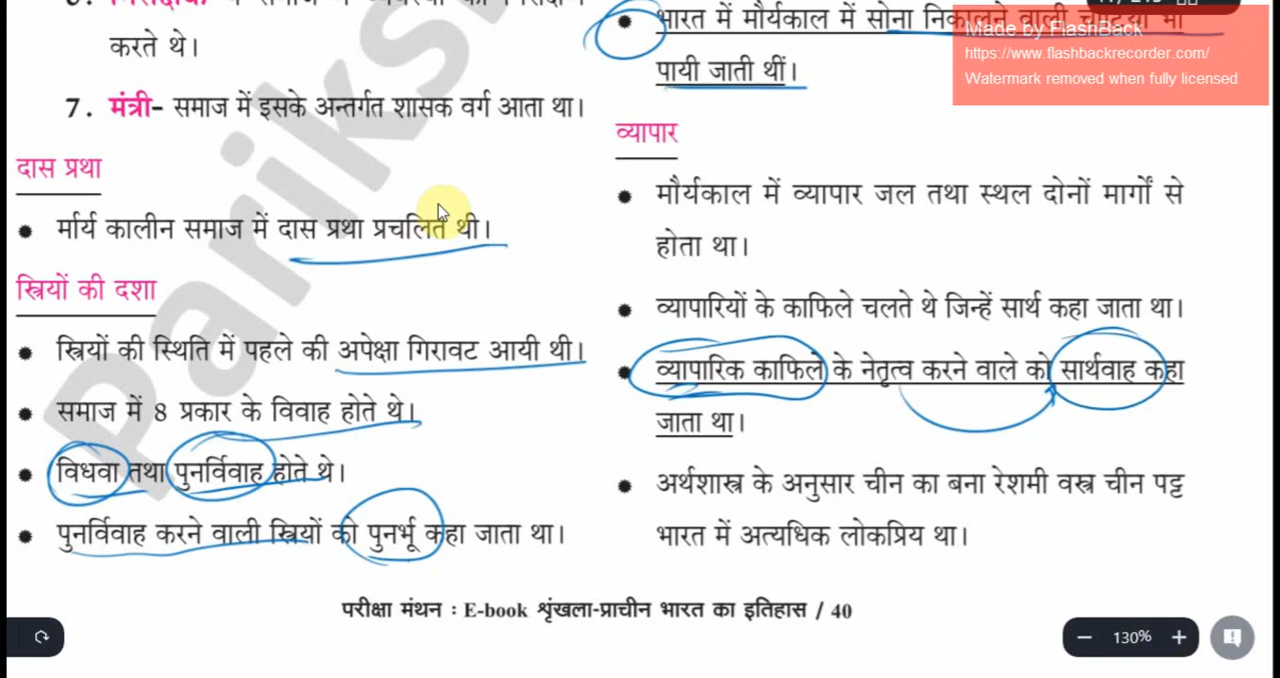 करते थे।
7. मंत्री- समाज में इसके अन्तर्गत शासक वर्ग आता था।
दास प्रथा
● र्मार्य कालीन समाज में दास प्रथा प्रचलित थी।
स्त्रियों की दशा
● स्त्रियों की स्थिति में पहले की अपेक्षा गिरावट आयी थी।
● समाज में 8 प्रकार के विवाह होते थे।
● विधवा तथा पुनर्विवाह होते थे।
● पुनर्विवाह करने वाली स्त्रियों को पुनर्भू कहा जाता था।
● भारत में मौर्यकाल में सोना निकालने वाली
पायी जाती थीं।
व्यापार
● मौर्यकाल में व्यापार जल तथा स्थल दोनों मार्गों से
होता था।
● व्यापारियों के काफिले चलते थे जिन्हें सार्थ कहा जाता था।
● व्यापारिक काफिले के नेतृत्व करने वाले को सार्थवाह कहा
जाता था।
● अर्थशास्त्र के अनुसार चीन का बना रेशमी वस्त्र चीन पट्ट
भारत में अत्यधिक लोकप्रिय था।
परीक्षा मंथन : E-book श्रृंखला-प्राचीन भारत का इतिहास / 40
Made by FlashBack
https://www.flashbackrecorder.com/
Watermark removed when fully licensed
Pariks
130%